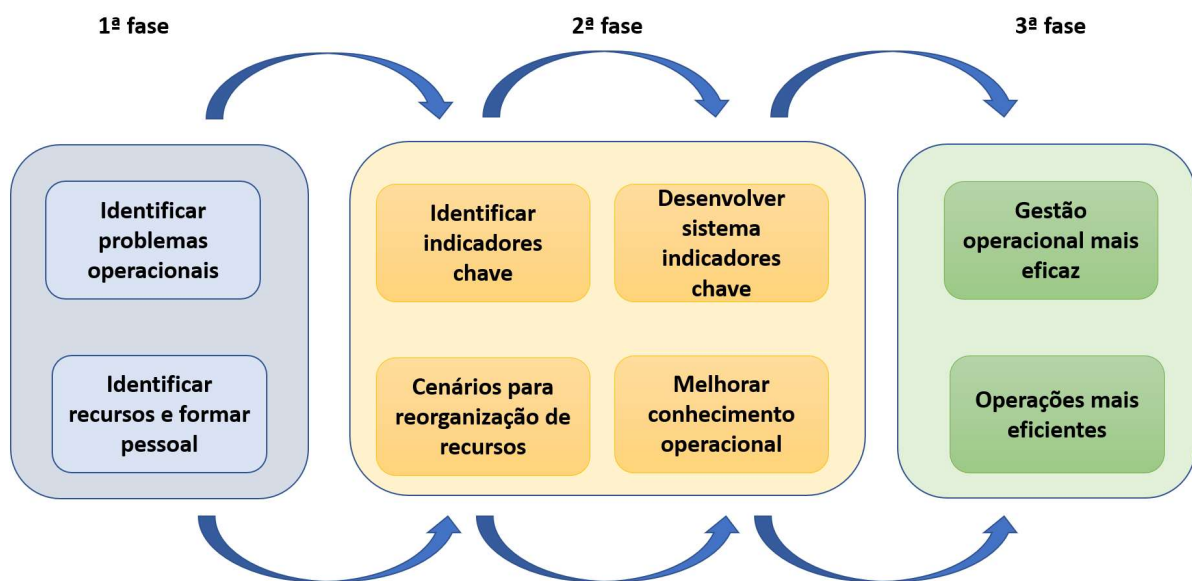 1ª fase
2ª fase
3ª fase
Identificar
problemas
operacionais
Identificar
recursos e formar
pessoal
Identificar
indicadores
chave
Desenvolver
sistema
indicadores
chave
Cenários para
reorganização de
recursos
Melhorar
conhecimento
operacional
Gestão
operacional mais
eficaz
Operações mais
eficientes